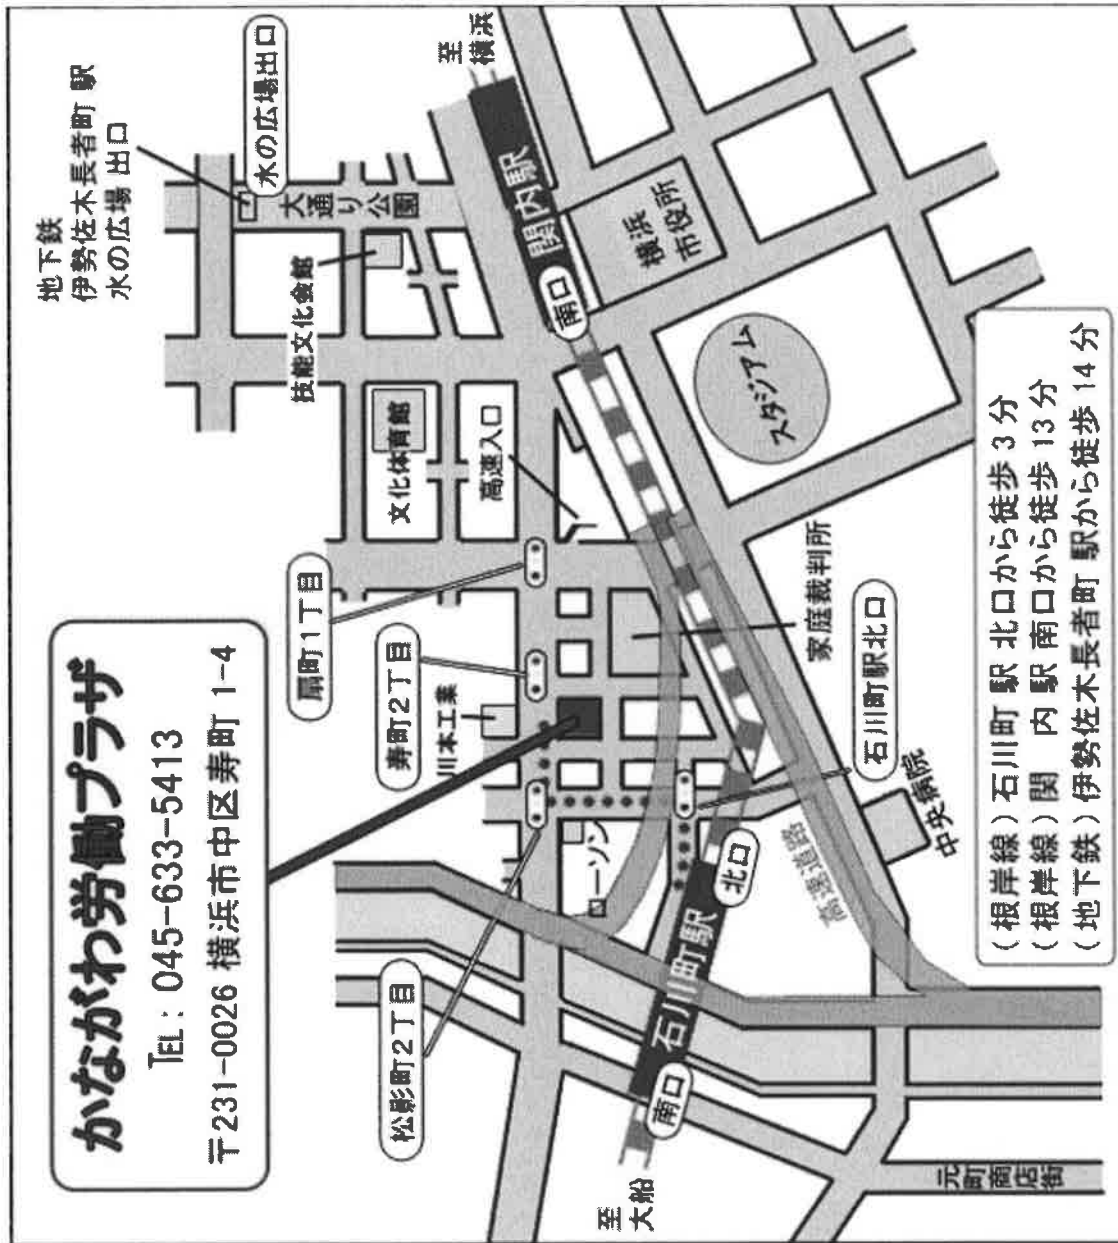 かながわ労働プラザ
TEL: 045-633-5413
〒231-0026 横浜市中区寿町 1-4
地下鉄
伊勢佐木長者町 駅
水の広場 出口
水の広場出口
大通り公園
至
横浜
技能文化会館
関内駅
南口
横浜
市役所
文化体育館
高速入口
スタジアム
扇町1丁目
寿町2丁目
川本工業
家庭裁判所
石川町駅北口
松影町2丁目
ローソン
北口
石川町駅
南口
高速道路
中央病院
至
大船
元町商店街
(根岸線) 石川町 駅 北口から徒歩 3 分
(根岸線) 関 内 駅 南口から徒歩 13 分
(地下鉄) 伊勢佐木長者町 駅から徒歩 14 分